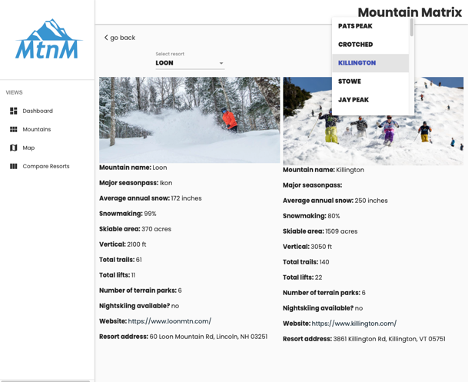 Mountain Matrix
MtnM
VIEWS
Dashboard
Mountains
Map
Compare Resorts
go back
Select resort
LOON
PATS PEAK
CROTCHED
KILLINGTON
STOWE
JAY PEAK
Mountain name: Loon
Major seasonpass: Ikon
Average annual snow: 172 inches
Snowmaking: 99%
Skiable area: 370 acres
Vertical: 2100 ft
Total trails: 61
Total lifts: 11
Number of terrain parks: 6
Nightskiing available? no
Website: https://www.loonmtn.com/
Resort address: 60 Loon Mountain Rd, Lincoln, NH 03251
Mountain name: Killington
Major seasonpass:
Average annual snow: 250 inches
Snowmaking: 80%
Skiable area: 1509 acres
Vertical: 3050 ft
Total trails: 140
Total lifts: 22
Number of terrain parks: 6
Nightskiing available? no
Website: https://www.killington.com/
Resort address: 3861 Killington Rd, Killington, VT 05751